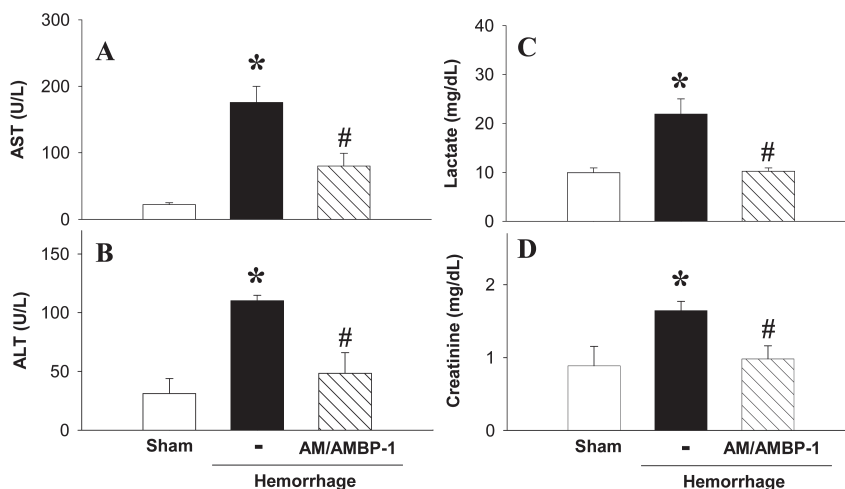 A
AST (U/L)
300
200
100
0
*
#
B
ALT (U/L)
150
100
50
0
*
#
Sham
-
AM/AMBP-1
Hemorrhage
C
Lactate (mg/dL)
40
30
20
10
0
*
#
D
Creatinine (mg/dL)
2
1
0
*
#
Sham
-
AM/AMBP-1
Hemorrhage